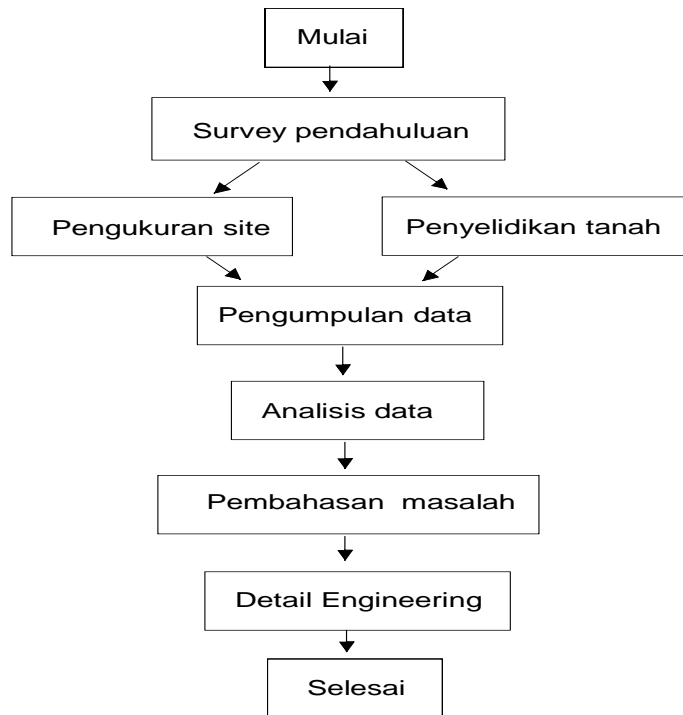 Mulai
Survey pendahuluan
Pengukuran site
Penyelidikan tanah
Pengumpulan data
Analisis data
Pembahasan masalah
Detail Engineering
Selesai